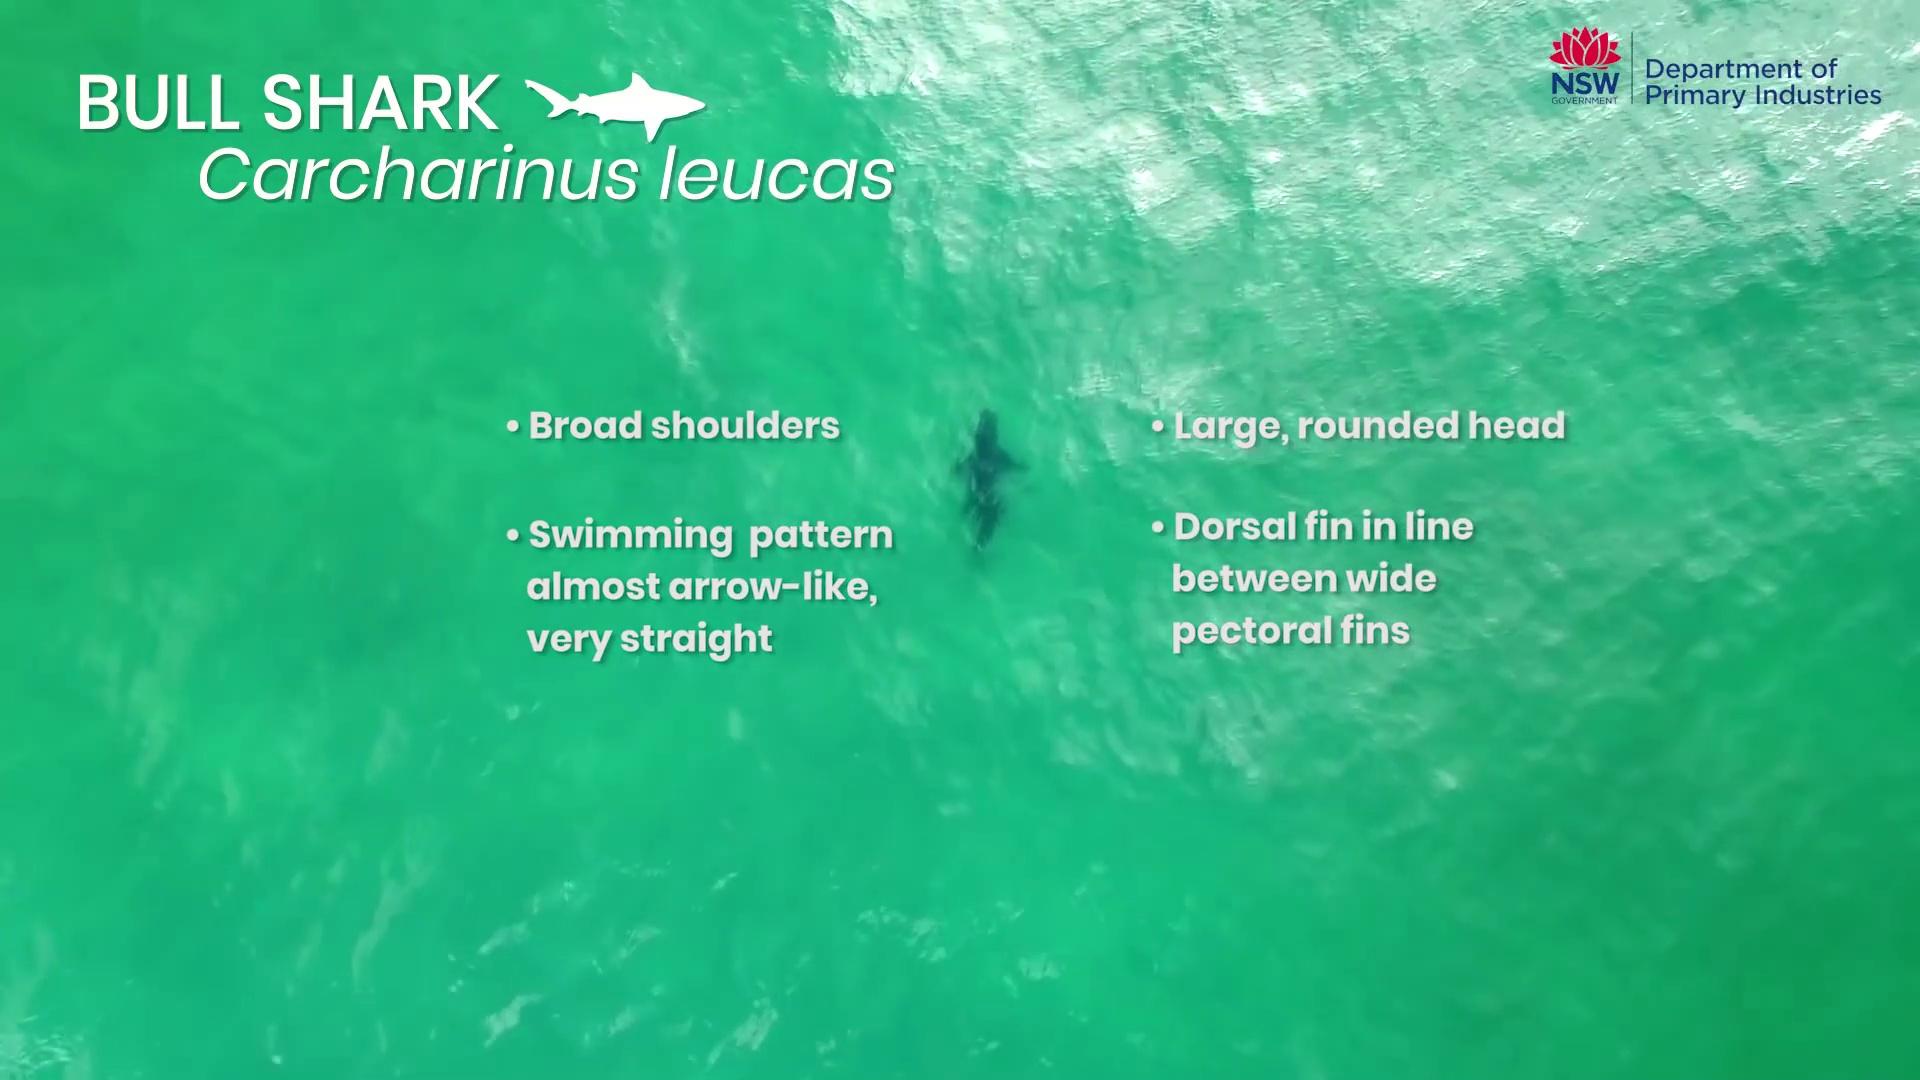 BULL SHARK
Carcharinus leucas
NSW
GOVERNMENT
Department of
Primary Industries
• Broad shoulders
• Swimming pattern
almost arrow-like,
very straight
• Large, rounded head
• Dorsal fin in line
between wide
pectoral fins